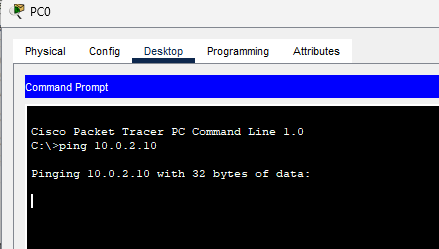 PC0
Physical Config Desktop Programming Attributes
Command Prompt
Cisco Packet Tracer PC Command Line 1.0
C:\>ping 10.0.2.10
Pinging 10.0.2.10 with 32 bytes of data: